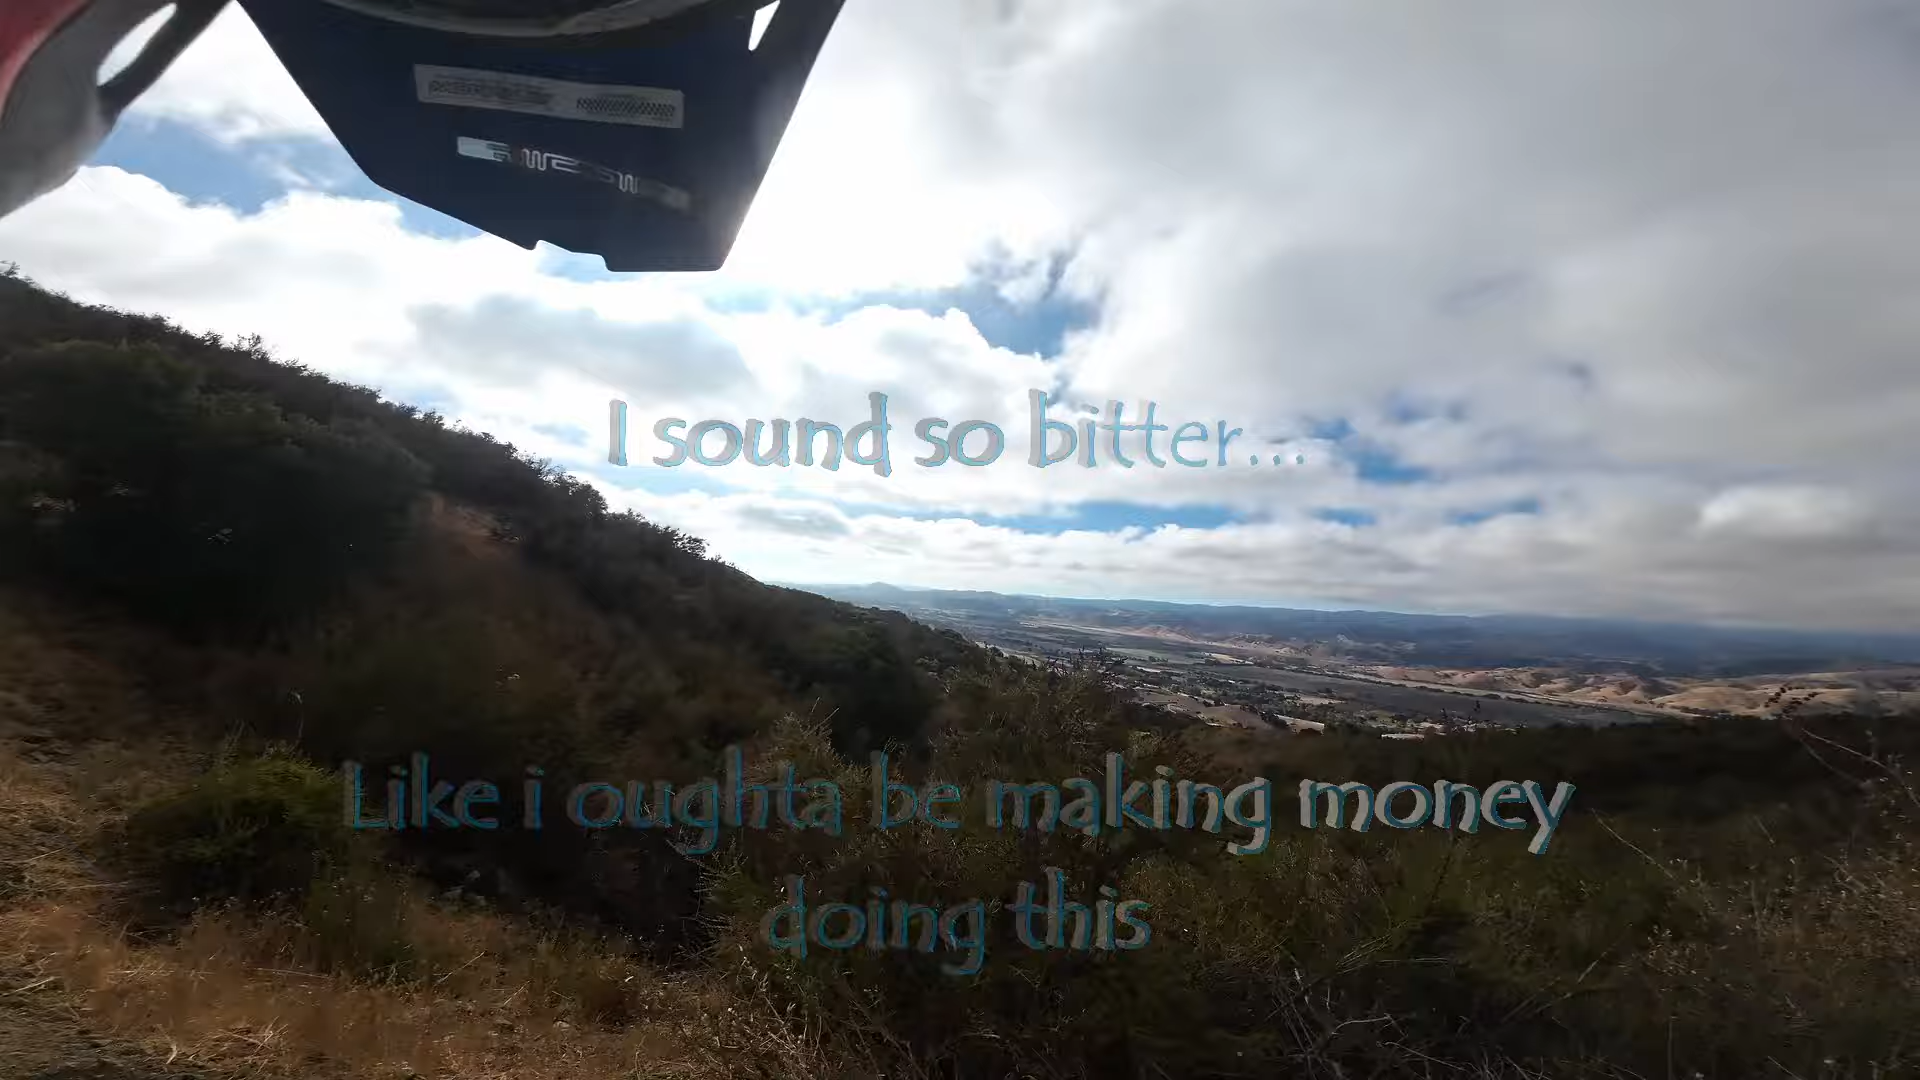 I sound so bitter...
Like i oughta be making money
doing this